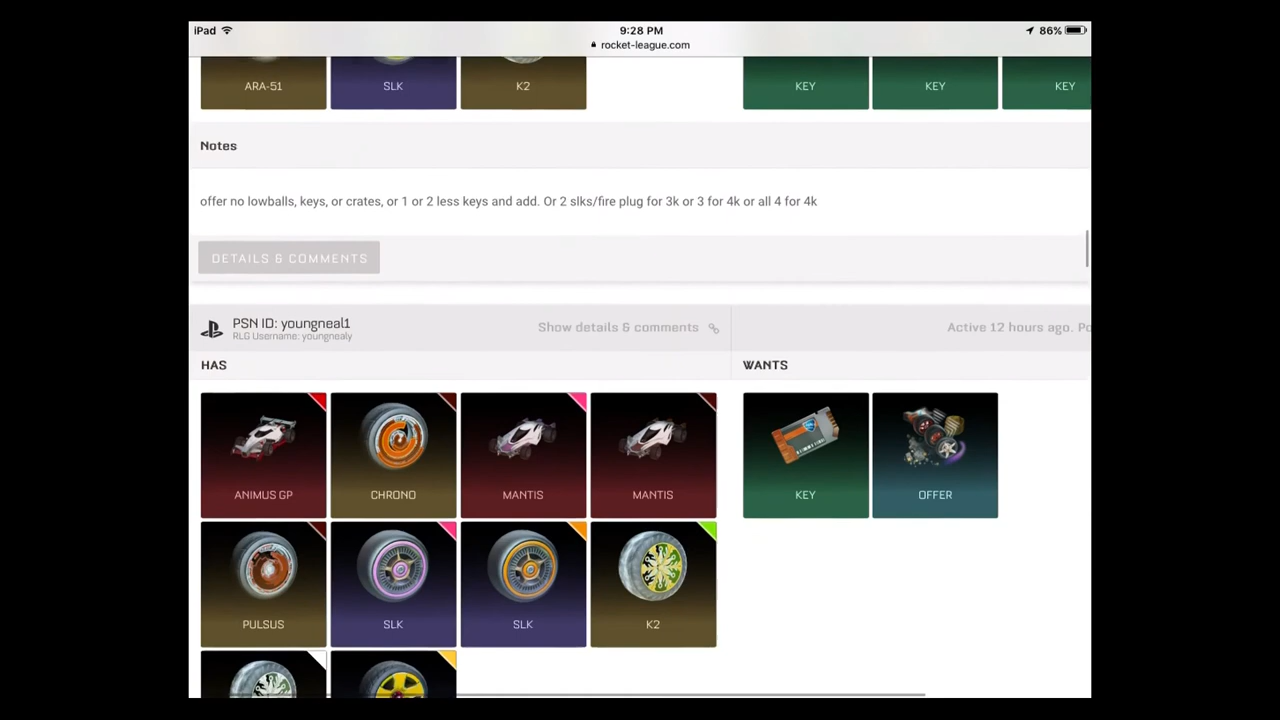 iPad 9:28 PM 86%
rocket-league.com
ARA-51 SLK K2 KEY KEY KEY
Notes
offer no lowballs, keys, or crates, or 1 or 2 less keys and add. Or 2 slks/fire plug for 3k or 3 for 4k or all 4 for 4k
DETAILS & COMMENTS
PSN ID: youngneal1
RLG Username: youngnealy
Show details & comments
Active 12 hours ago. Po
HAS WANTS
ANIMUS GP CHRONO MANTIS MANTIS KEY OFFER
PULSUS SLK SLK K2